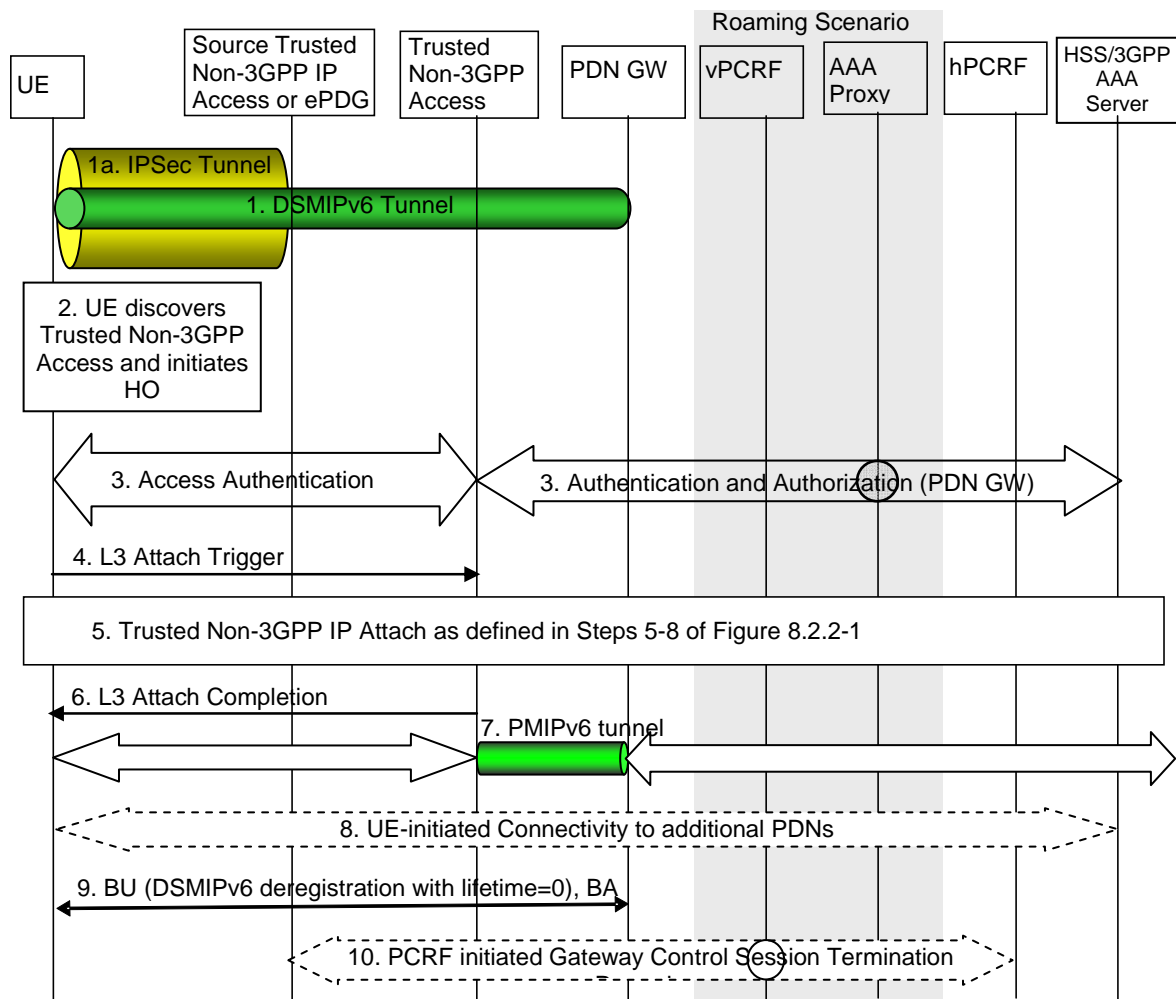 Roaming Scenario
UE
Source Trusted
Non-3GPP IP
Access or ePDG
Trusted
Non-3GPP
Access
PDN GW
vPCRF
AAA
Proxy
hPCRF
HSS/3GPP
AAA
Server
1a. IPSec Tunnel
1. DSMIPv6 Tunnel
2. UE discovers
Trusted Non-3GPP
Access and initiates
HO
3. Access Authentication
3. Authentication and Authorization (PDN GW)
4. L3 Attach Trigger
5. Trusted Non-3GPP IP Attach as defined in Steps 5-8 of Figure 8.2.2-1
6. L3 Attach Completion
7. PMIPv6 tunnel
8. UE-initiated Connectivity to additional PDNs
9. BU (DSMIPv6 deregistration with lifetime=0), BA
10. PCRF initiated Gateway Control Session Termination